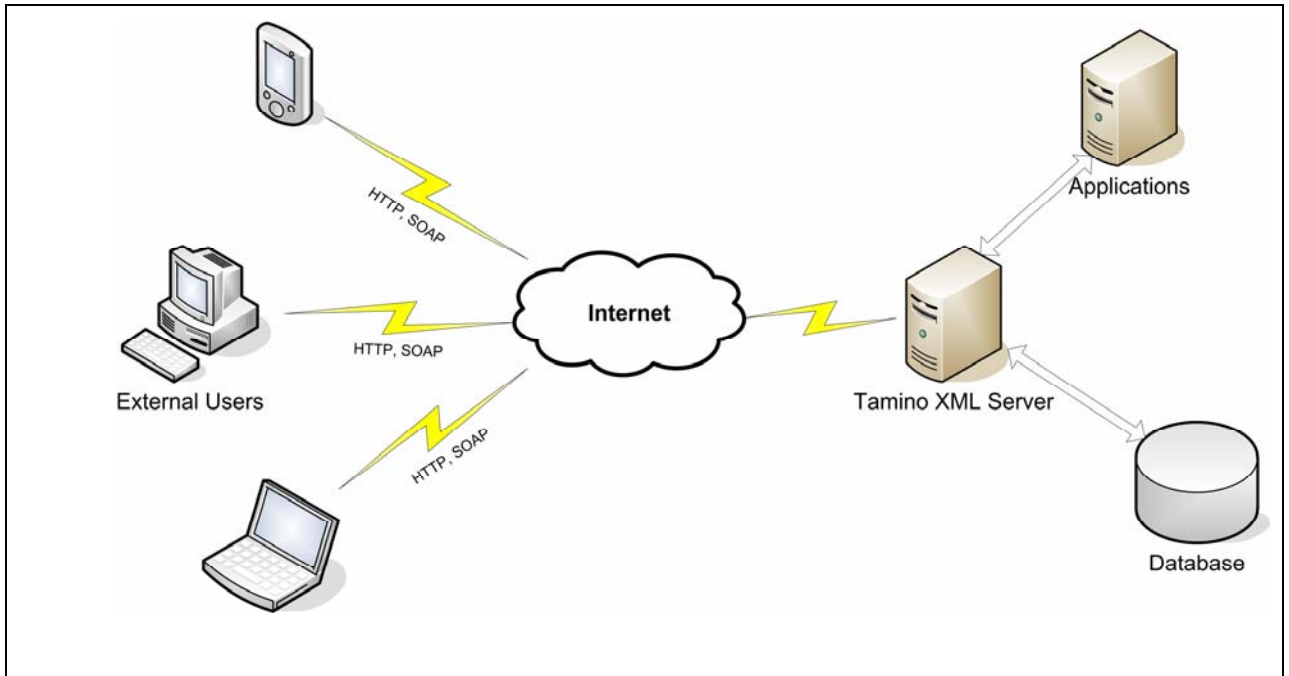 HTTP, SOAP
Applications
Internet
HTTP, SOAP
External Users
Tamino XML Server
HTTP, SOAP
Database